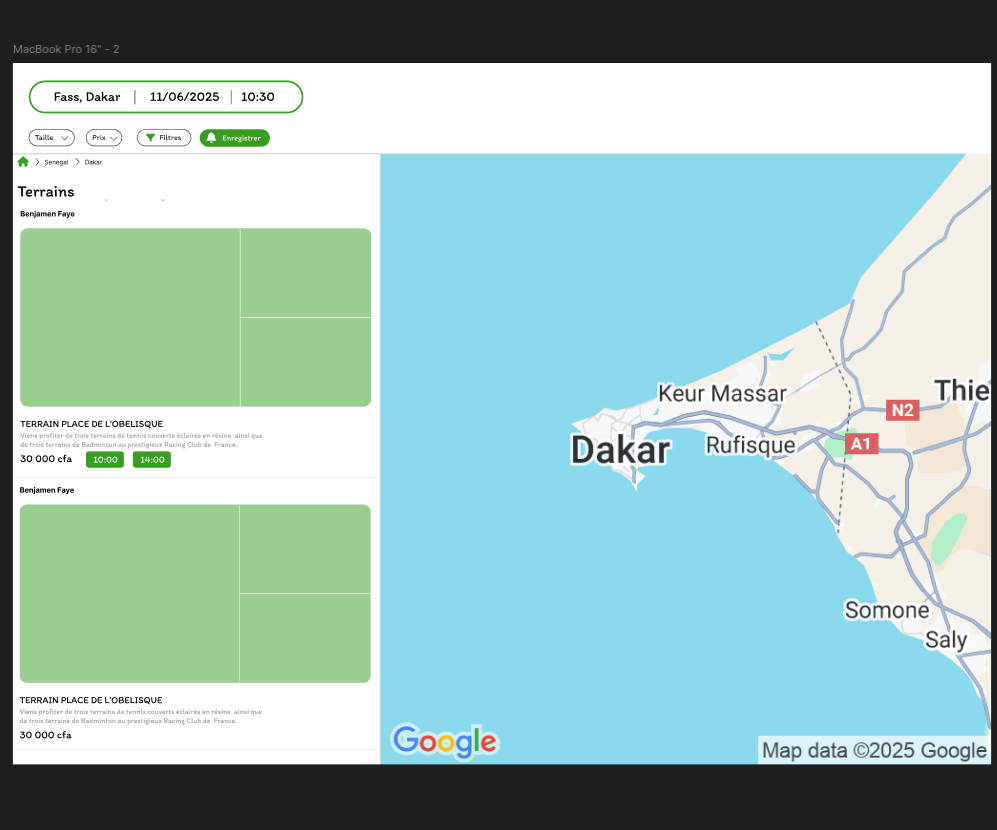 MacBook Pro 16" - 2
Fass, Dakar | 11/06/2025 | 10:30
Taille
Prix
Filtres
Enregistrer
Senegal > Dakar
Terrains
Benjamen Faye
TERRAIN PLACE DE L'OBELISQUE
Viens profiter de trois terrains de tennis couverts éclairés en résine ainsi que
de trois terrains de Badminton au prestigieux Racing Club de France.
30 000 cfa 10:00 14:00
Benjamen Faye
TERRAIN PLACE DE L'OBELISQUE
Viens profiter de trois terrains de tennis couverts éclairés en résine ainsi que
de trois terrains de Badminton au prestigieux Racing Club de France.
30 000 cfa
Keur Massar
Thie
N2
Dakar
Rufisque
A1
Somone
Saly
Google
Map data ©2025 Google